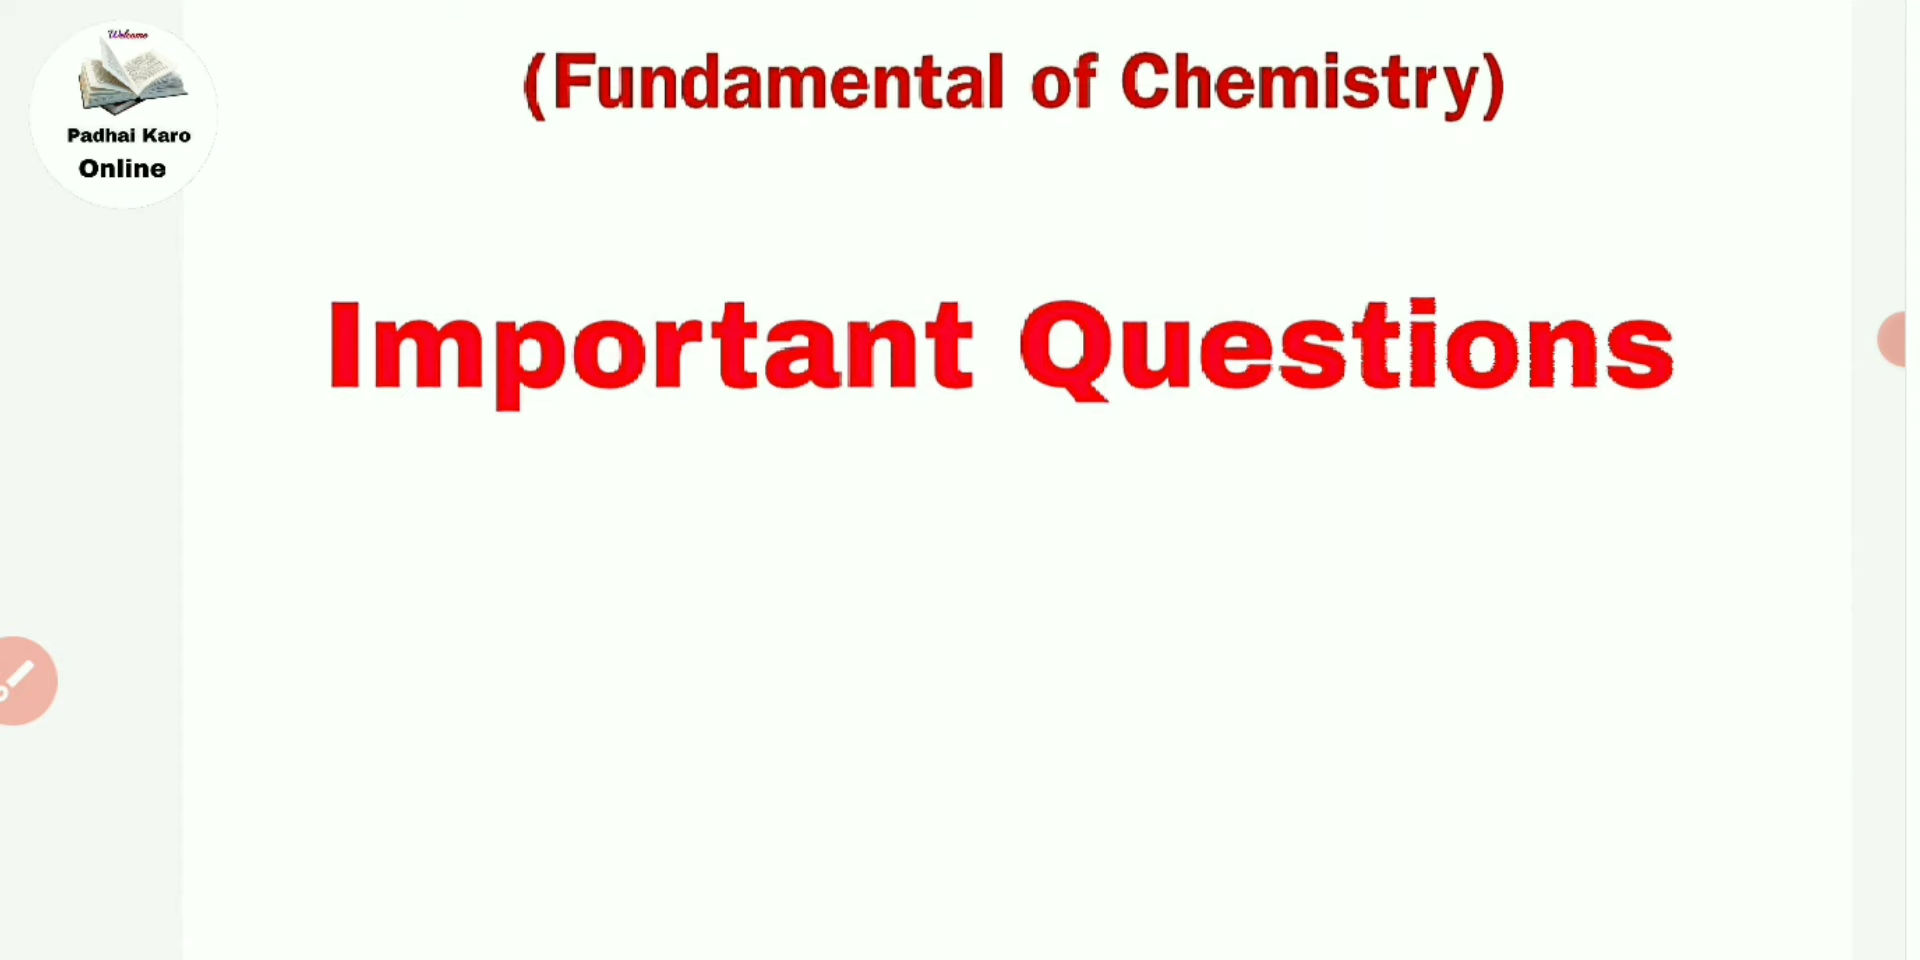 Welcome
Padhai Karo
Online
(Fundamental of Chemistry)
Important Questions